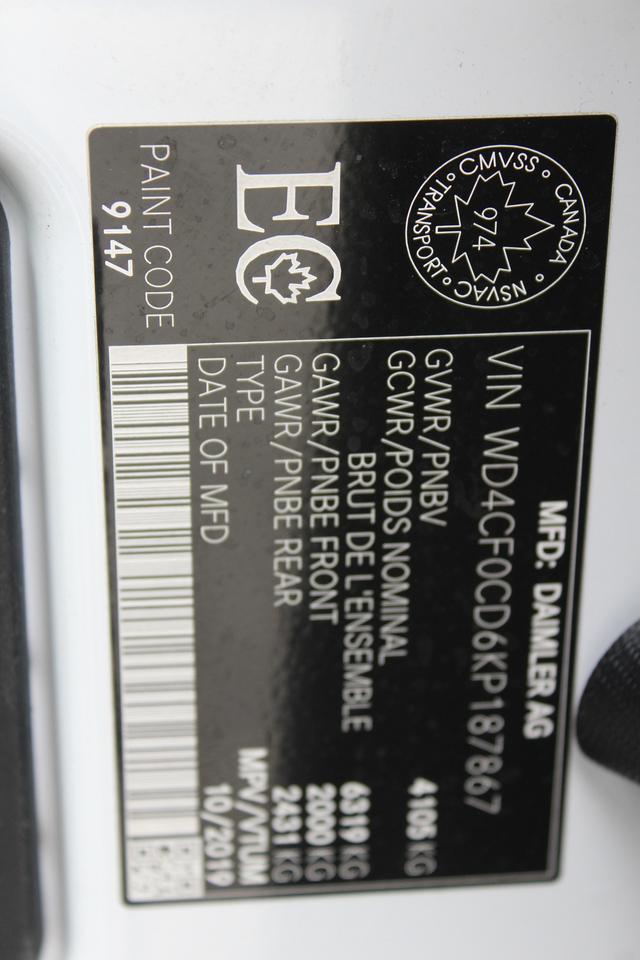 CANADA
CMVSS
974
NSVAC
TRANSPORT
EC
PAINT CODE
9147
MFD: DAIMLER AG
VIN WD4CF0CD6KP187867
GVWR/PNBV 4105 KG
GCWR/POIDS NOMINAL
BRUT DE L'ENSEMBLE 6319 KG
GAWR/PNBE FRONT 2000 KG
GAWR/PNBE REAR 2431 KG
TYPE MPV/VTUM
DATE OF MFD 10/2019